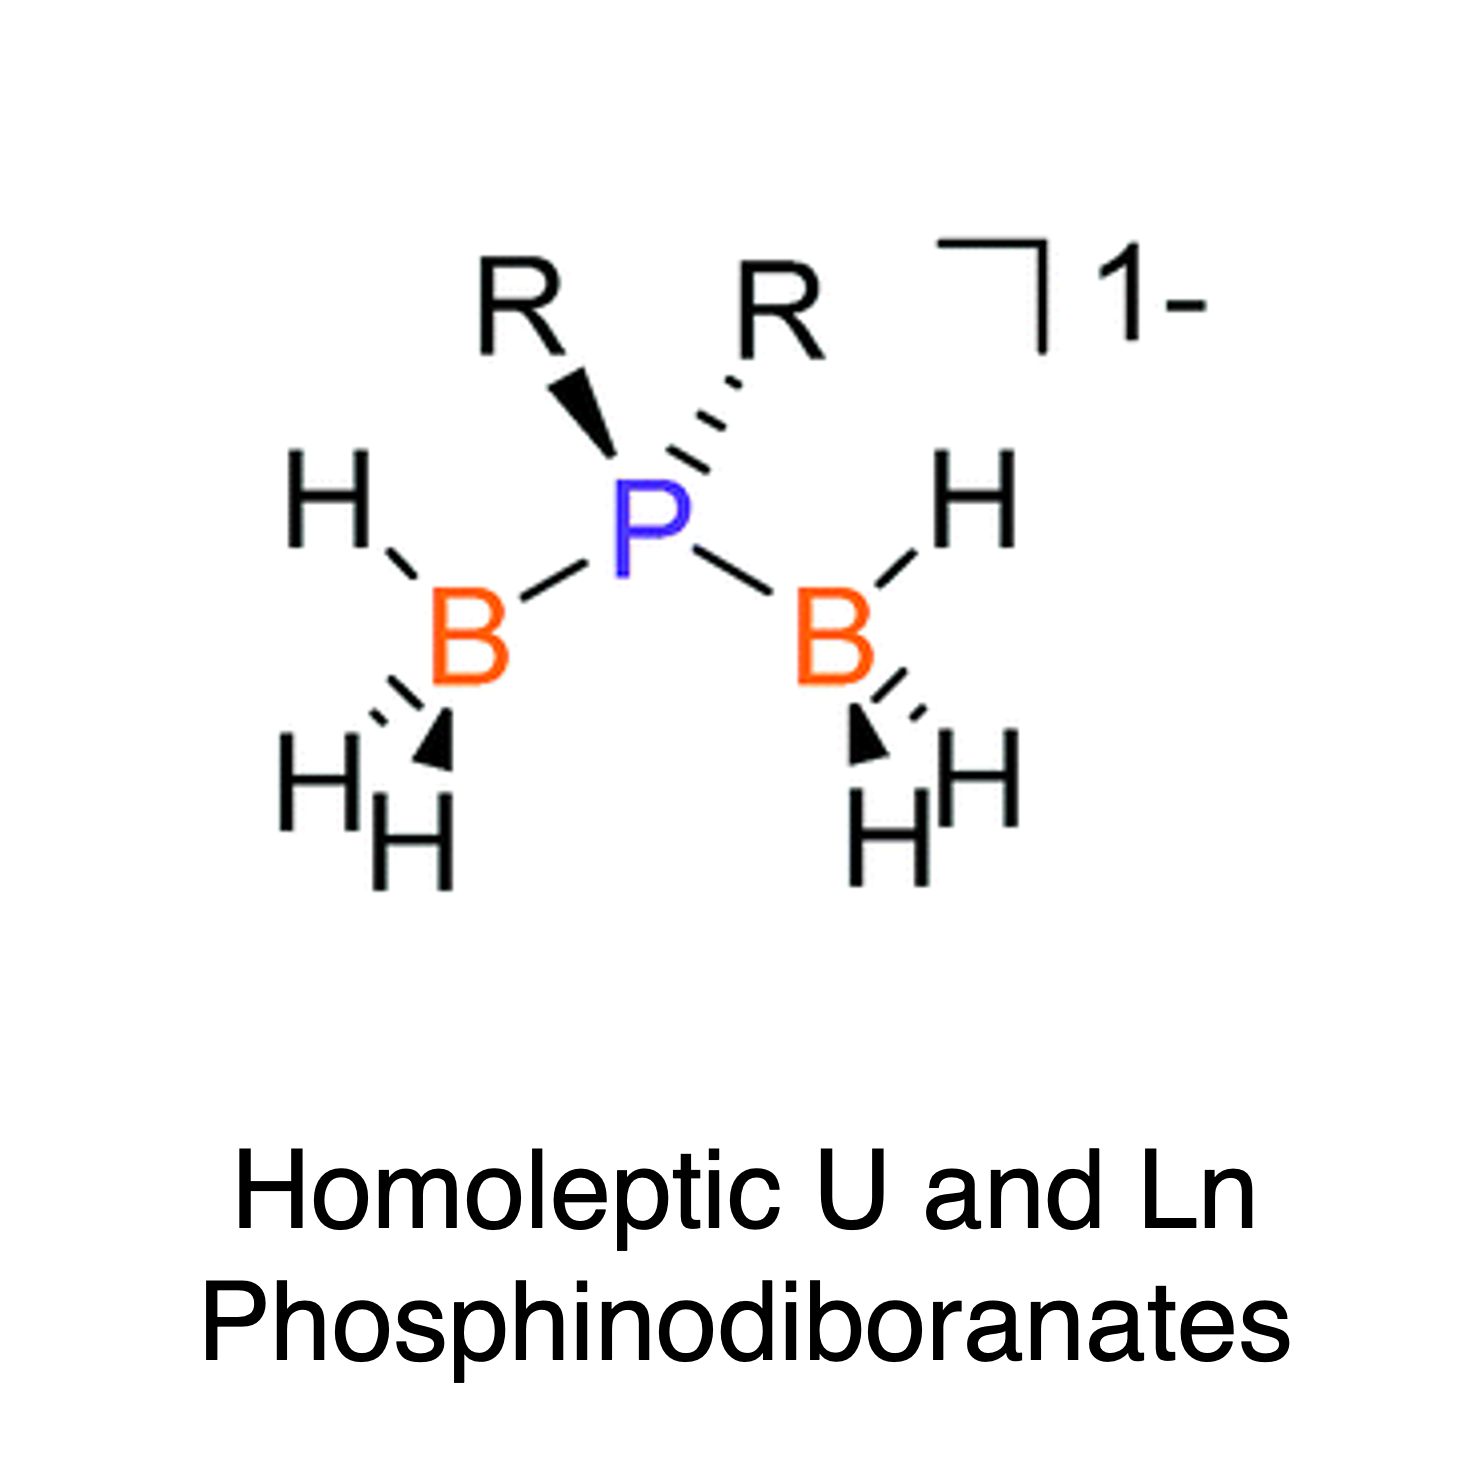 R R 1-
H P H
B B
H H
H H
Homoleptic U and Ln
Phosphinodiboranates